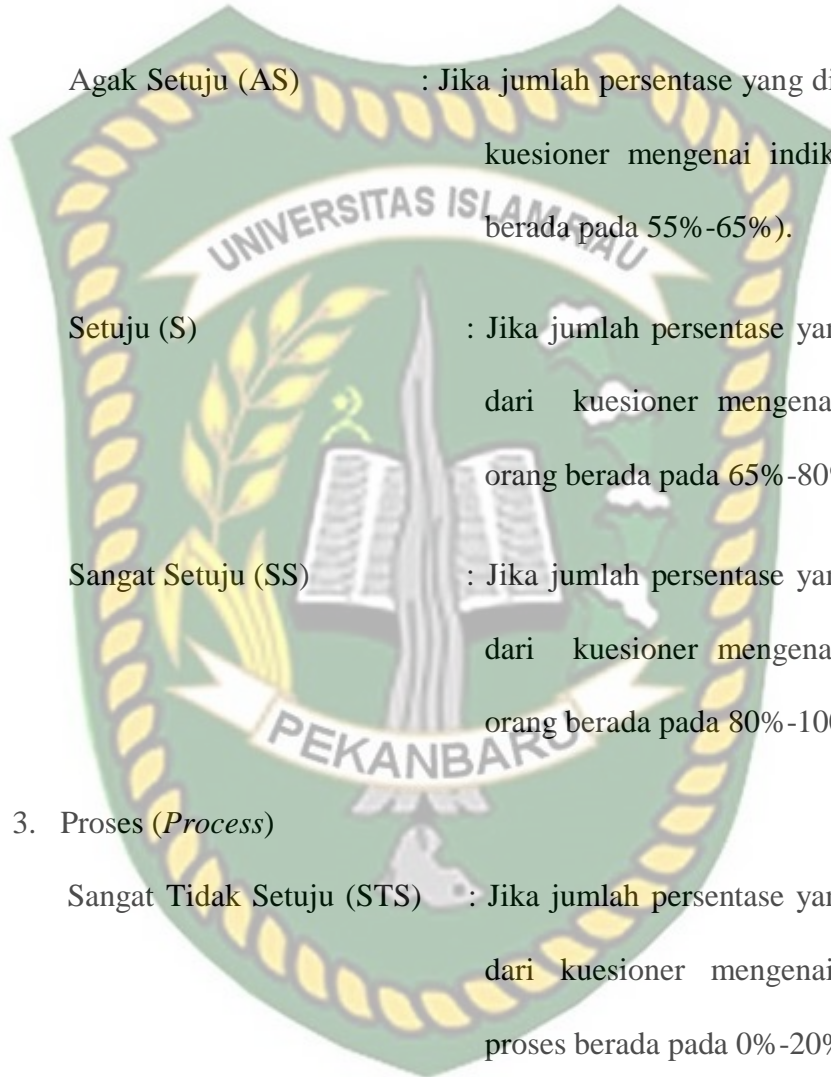 Agak Setuju (AS) : Jika jumlah persentase yang di
kuesioner mengenai indik
berada pada 55%-65%).
UNIVERSITAS ISLAM RIAU
Setuju (S) : Jika jumlah persentase yan
dari kuesioner mengena
orang berada pada 65%-80%
Sangat Setuju (SS) : Jika jumlah persentase yan
dari kuesioner mengena
orang berada pada 80%-100
PEKANBARU
3. Proses (Process)
Sangat Tidak Setuju (STS) : Jika jumlah persentase yan
dari kuesioner mengenai
proses berada pada 0%-20%